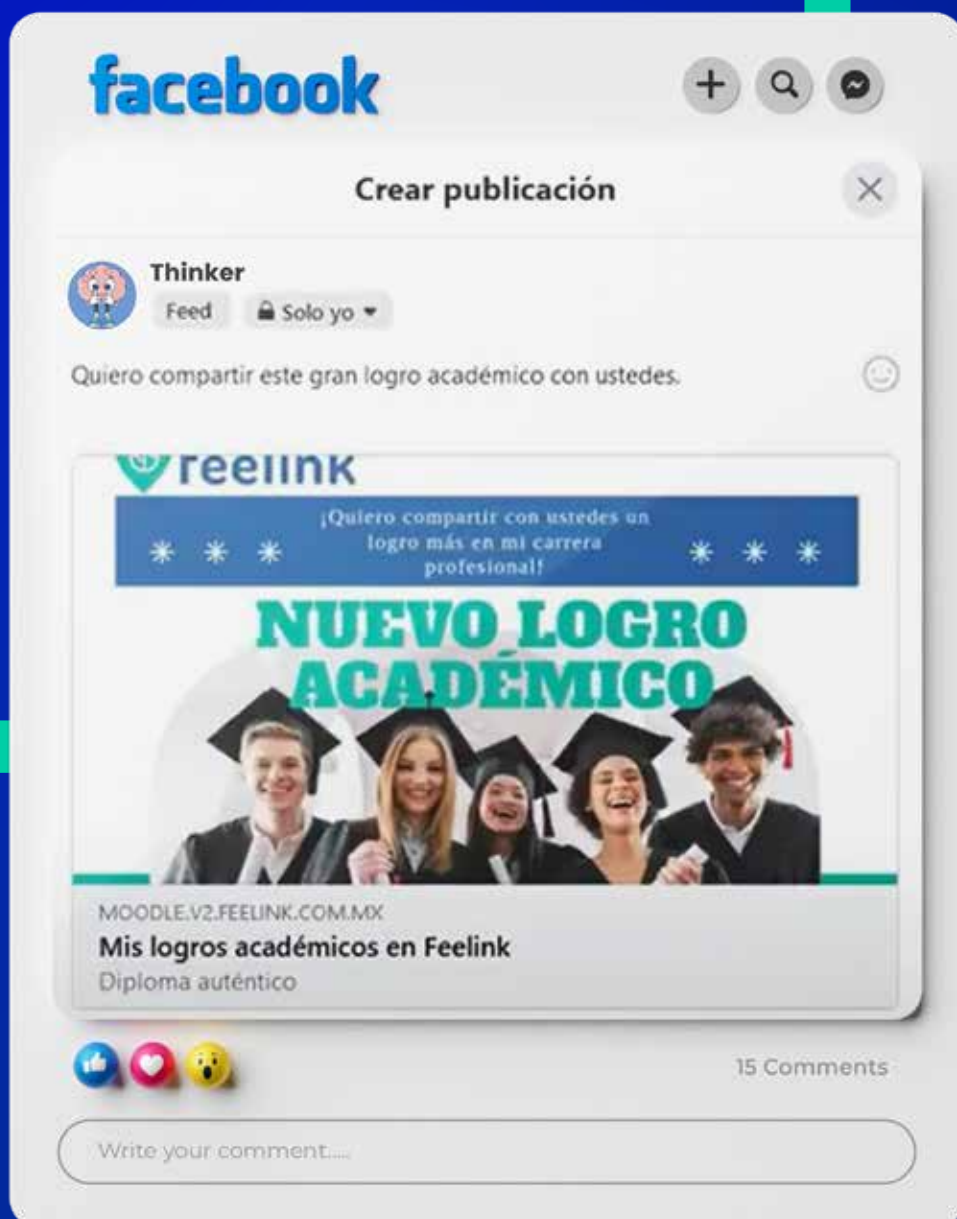 facebook
Crear publicación
Thinker
Feed
Solo yo
Quiero compartir este gran logro académico con ustedes.
feelink
¡Quiero compartir con ustedes un
logro más en mi carrera
profesional!
NUEVO LOGRO
ACADÉMICO
MOODLE.V2.FEELINK.COM.MX
Mis logros académicos en Feelink
Diploma auténtico
15 Comments
Write your comment.....